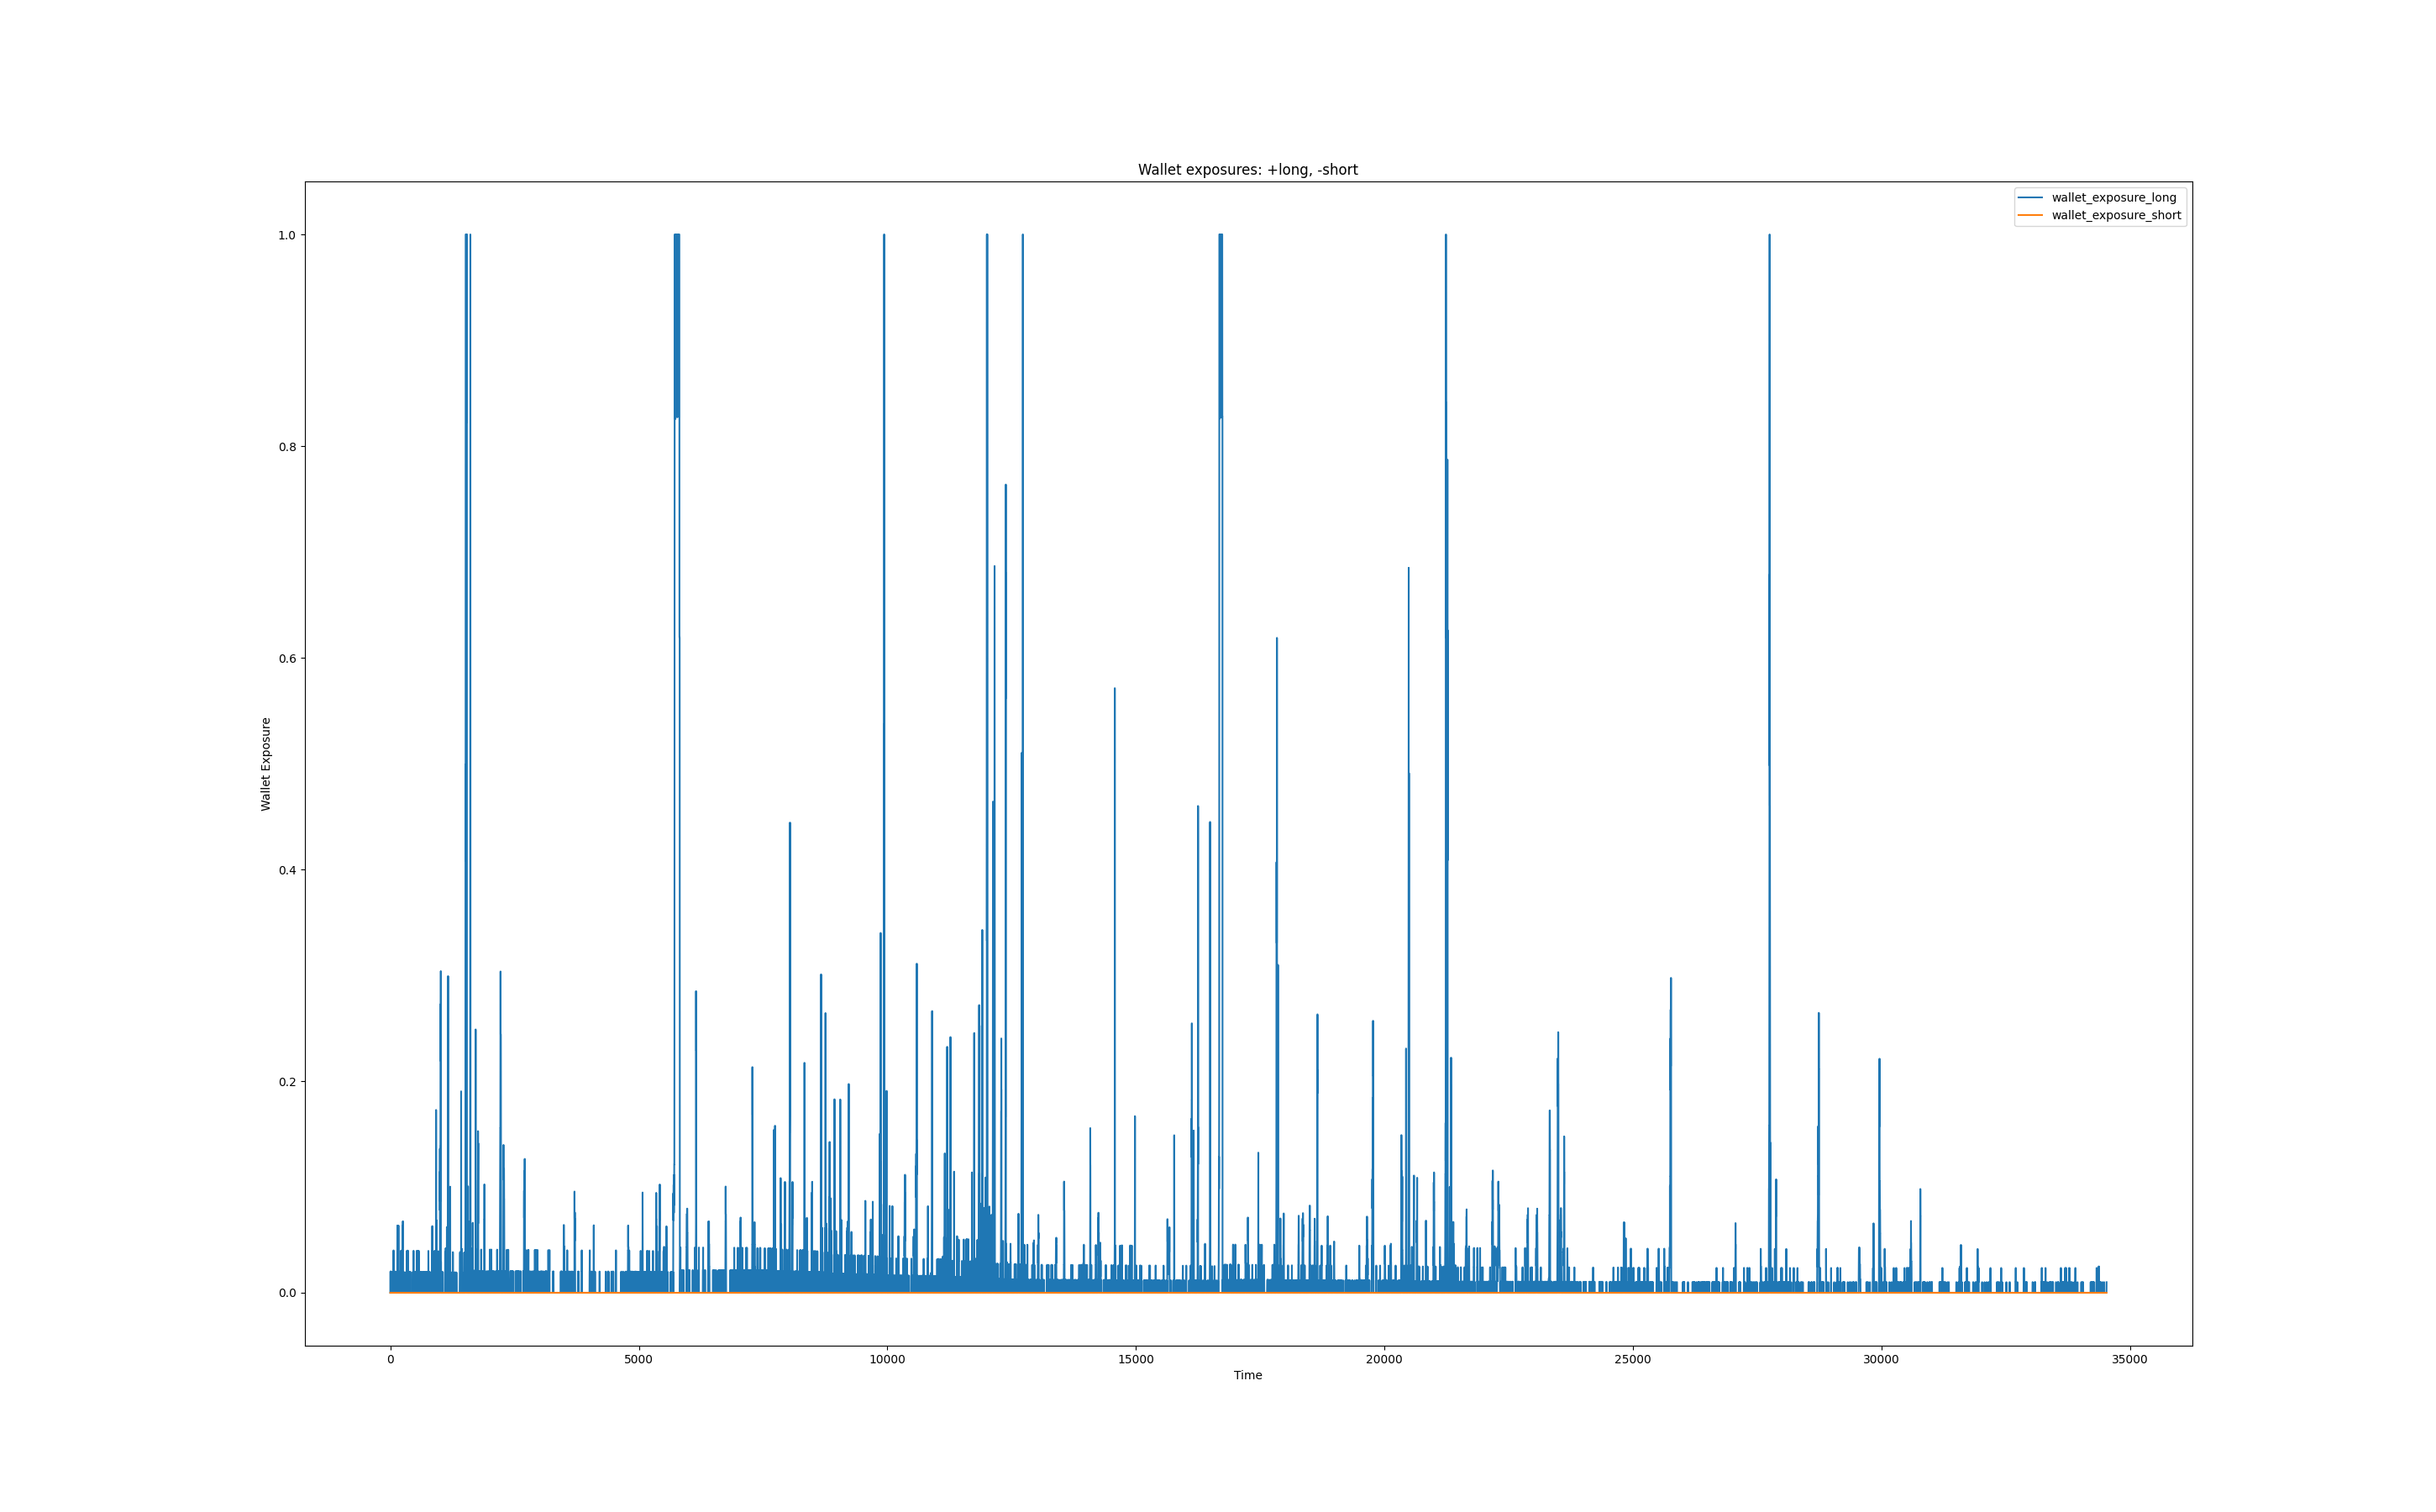 Wallet exposures: +long, -short
wallet_exposure_long
wallet_exposure_short
1.0
0.8
0.6
0.4
0.2
0.0
Wallet Exposure
0 5000 10000 15000 20000 25000 30000 35000
Time